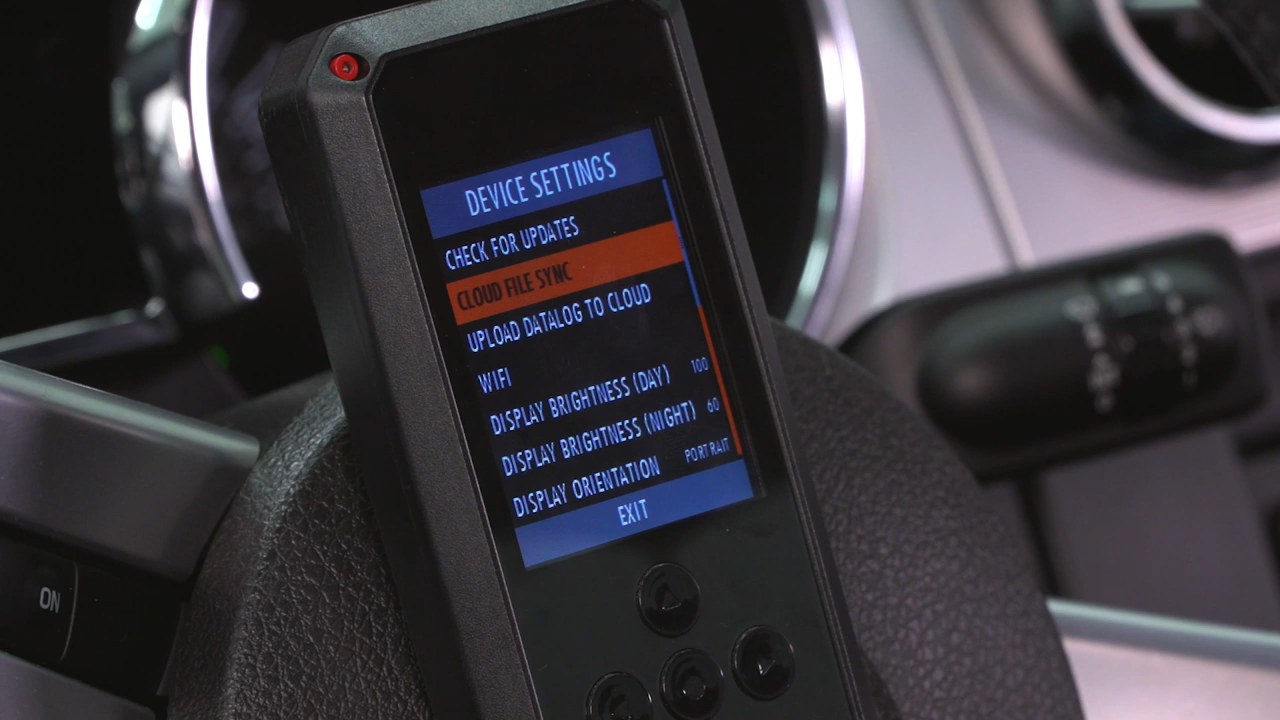 DEVICE SETTINGS
CHECK FOR UPDATES
CLOUD FILE SYNC
UPLOAD DATALOG TO CLOUD
WIFI
DISPLAY BRIGHTNESS (DAY) 100
DISPLAY BRIGHTNESS (NIGHT) 60
DISPLAY ORIENTATION PORTRAIT
EXIT
ON